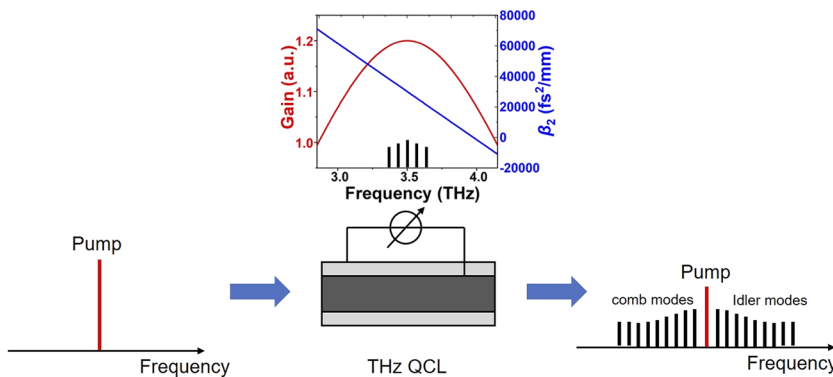 80000
1.2
60000
Gain (a.u.)
40000
β2 (fs2/mm)
1.1
20000
0
1.0
-20000
3.0 3.5 4.0
Frequency (THz)
Pump
Frequency
THz QCL
Pump
comb modes
Idler modes
Frequency